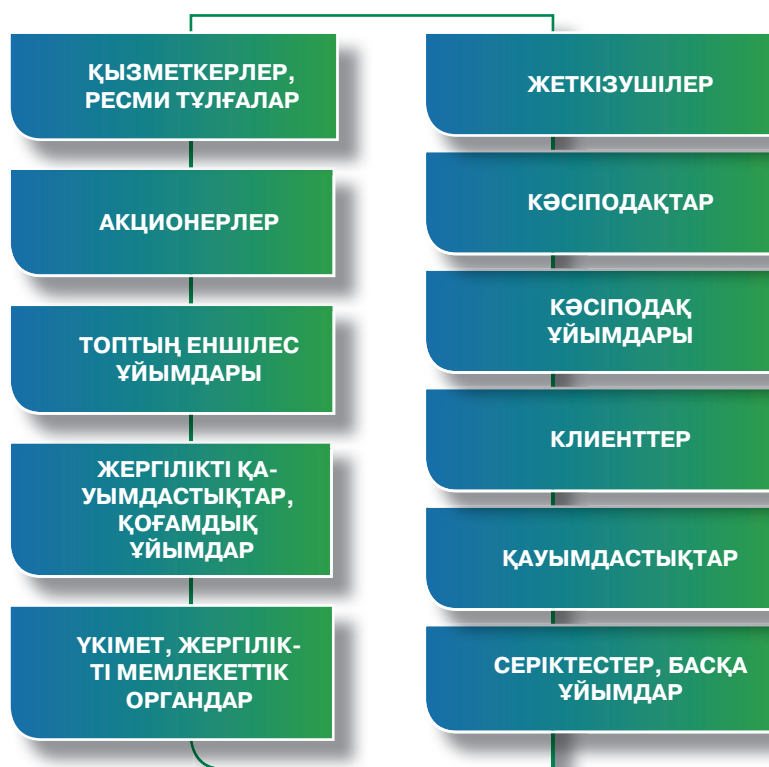 ҚЫЗМЕТКЕРЛЕР,
РЕСМИ ТҰЛҒАЛАР
АКЦИОНЕРЛЕР
ТОПТЫҢ ЕНШІЛЕС
ҰЙЫМДАРЫ
ЖЕРГІЛІКТІ ҚА-
УЫМДАСТЫҚТАР,
ҚОҒАМДЫҚ
ҰЙЫМДАР
ҮКІМЕТ, ЖЕРГІЛІК-
ТІ МЕМЛЕКЕТТІК
ОРГАНДАР
ЖЕТКІЗУШІЛЕР
КӘСІПОДАҚТАР
КӘСІПОДАҚ
ҰЙЫМДАРЫ
КЛИЕНТТЕР
ҚАУЫМДАСТЫҚТАР
СЕРІКТЕСТЕР, БАСҚА
ҰЙЫМДАР